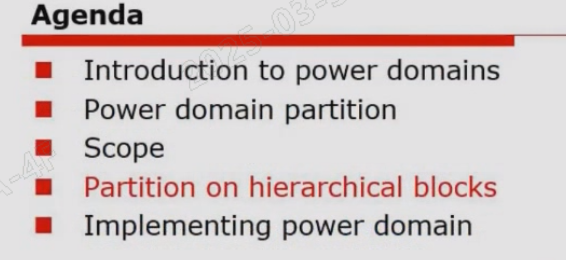 Agenda
Introduction to power domains
Power domain partition
Scope
Partition on hierarchical blocks
Implementing power domain